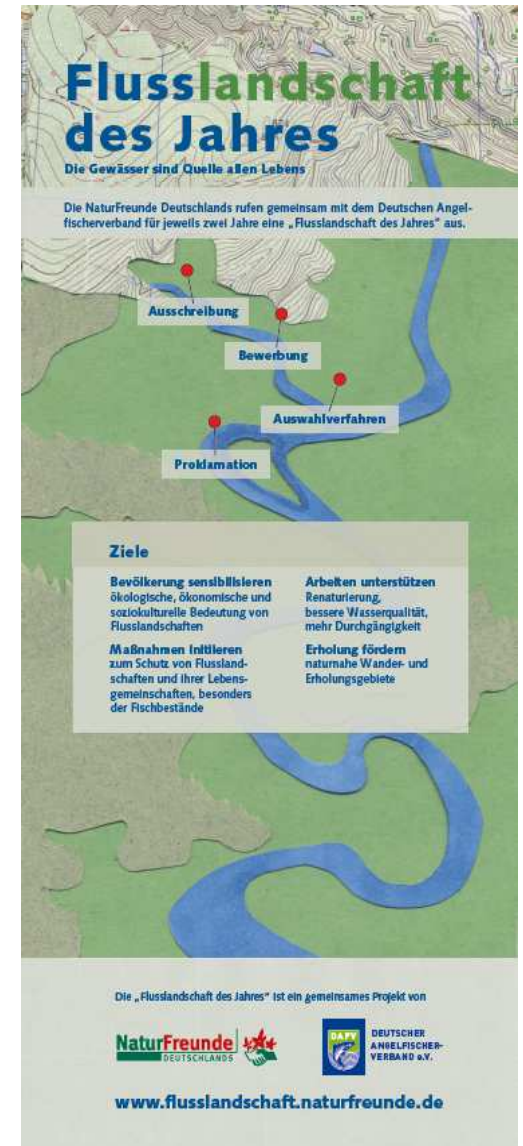 Flusslandschaft
des Jahres
Die Gewässer sind Quelle allen Lebens
Die NaturFreunde Deutschlands rufen gemeinsam mit dem Deutschen Angel-
fischerverband für jeweils zwei Jahre eine „Flusslandschaft des Jahres“ aus.
Ausschreibung
Bewerbung
Auswahlverfahren
Proklamation
Ziele
Bevölkerung sensibilisieren
ökologische, ökonomische und
soziokulturelle Bedeutung von
Flusslandschaften
Maßnahmen initiieren
zum Schutz von Flussland-
schaften und ihrer Lebens-
gemeinschaften, besonders
der Fischbestände
Arbeiten unterstützen
Renaturierung,
bessere Wasserqualität,
mehr Durchgängigkeit
Erholung fördern
naturnahe Wander- und
Erholungsgebiete
Die „Flusslandschaft des Jahres“ ist ein gemeinsames Projekt von
NaturFreunde
DEUTSCHLANDS
DAFV
DEUTSCHER
ANGELFISCHER-
VERBAND e.V.
www.flusslandschaft.naturfreunde.de